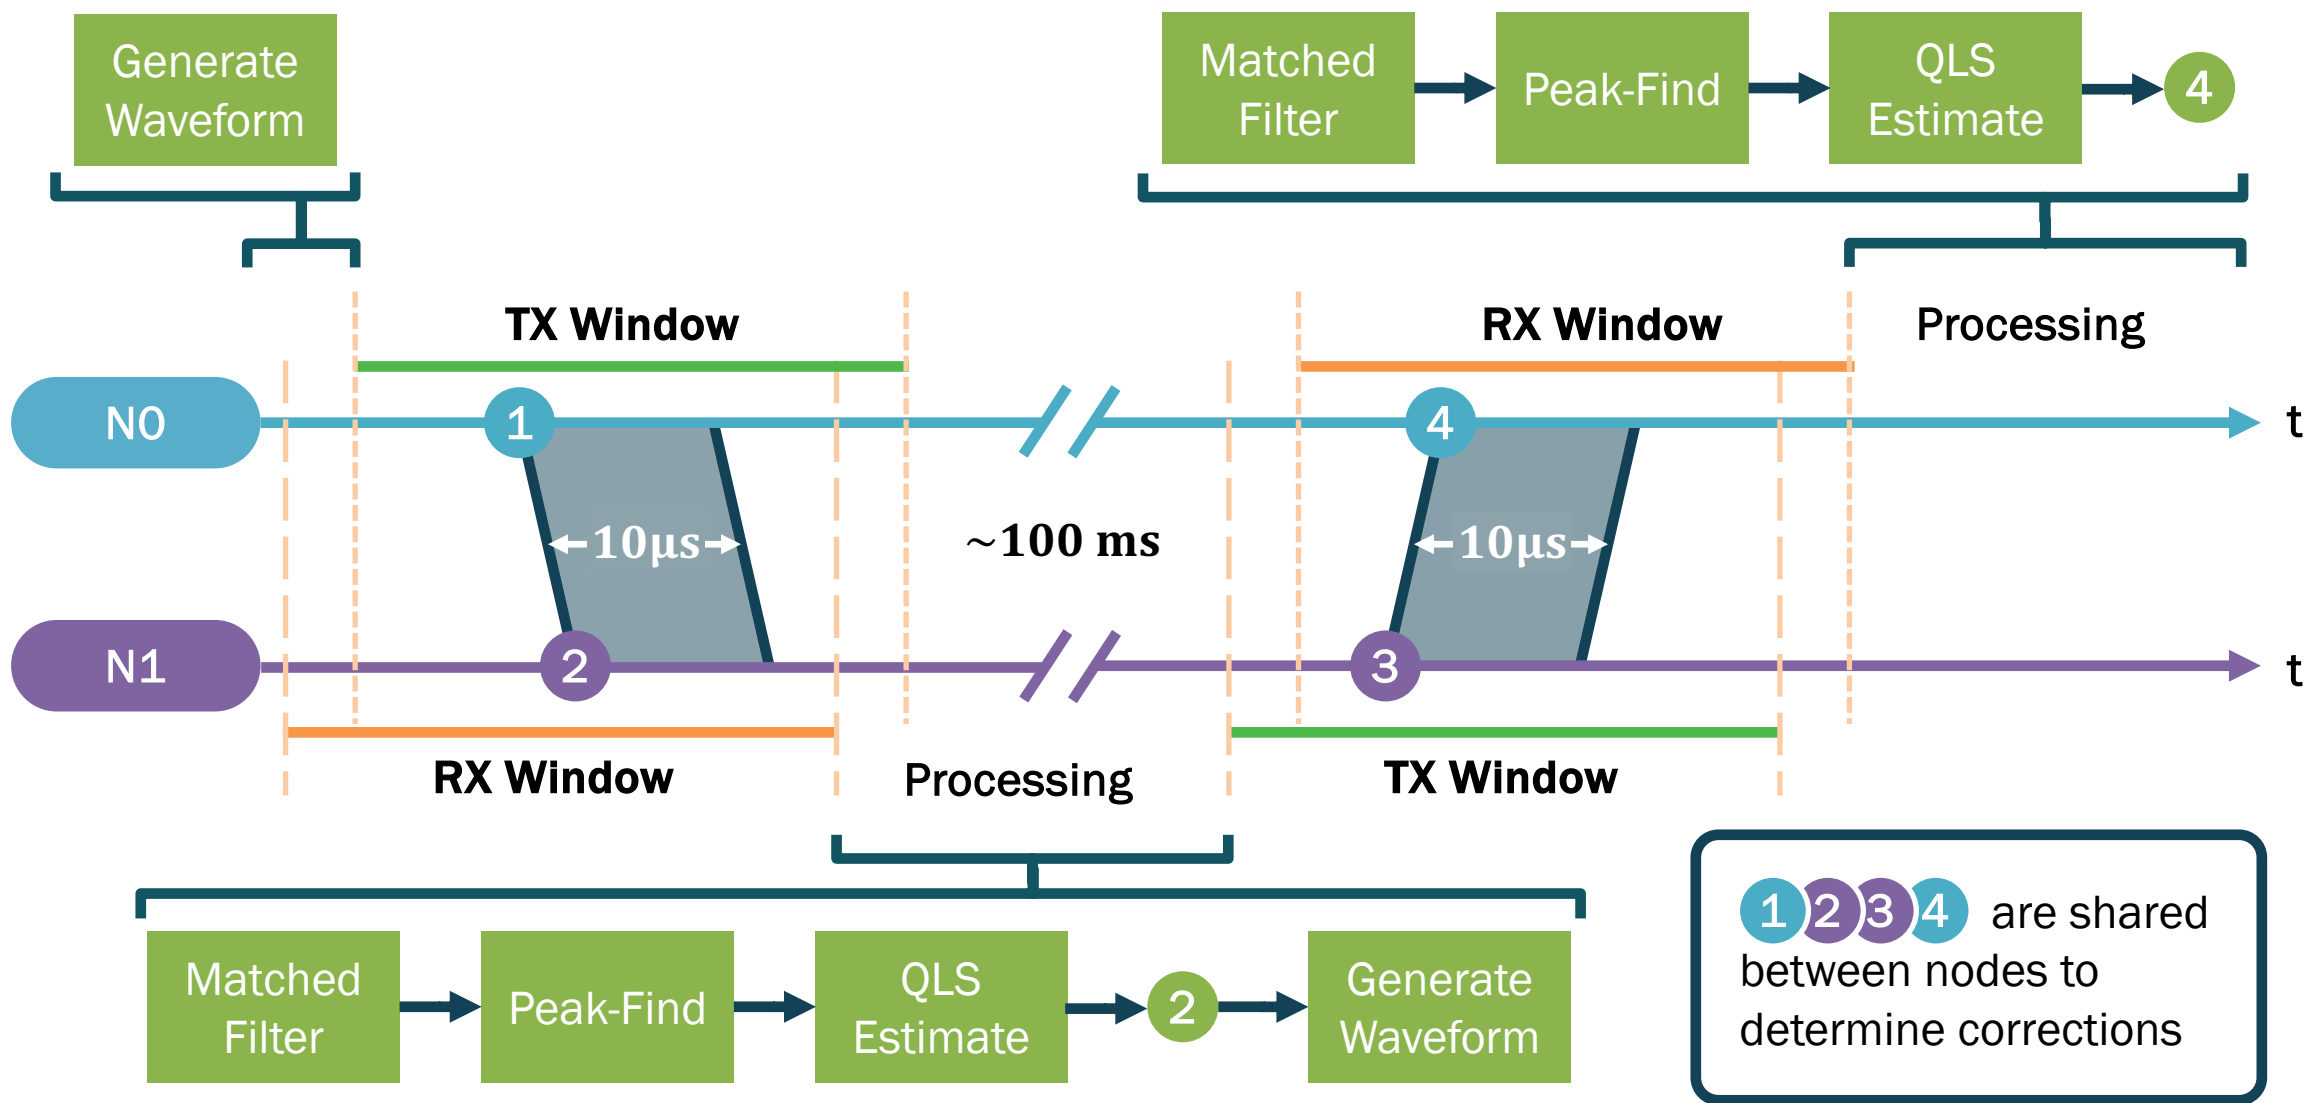 Generate
Waveform
Matched
Filter
Peak-Find
QLS
Estimate
4
TX Window
RX Window
Processing
N0
1
4
t
10μs
~100 ms
10μs
N1
2
3
t
RX Window
Processing
TX Window
Matched
Filter
Peak-Find
QLS
Estimate
2
Generate
Waveform
1 2 3 4 are shared
between nodes to
determine corrections